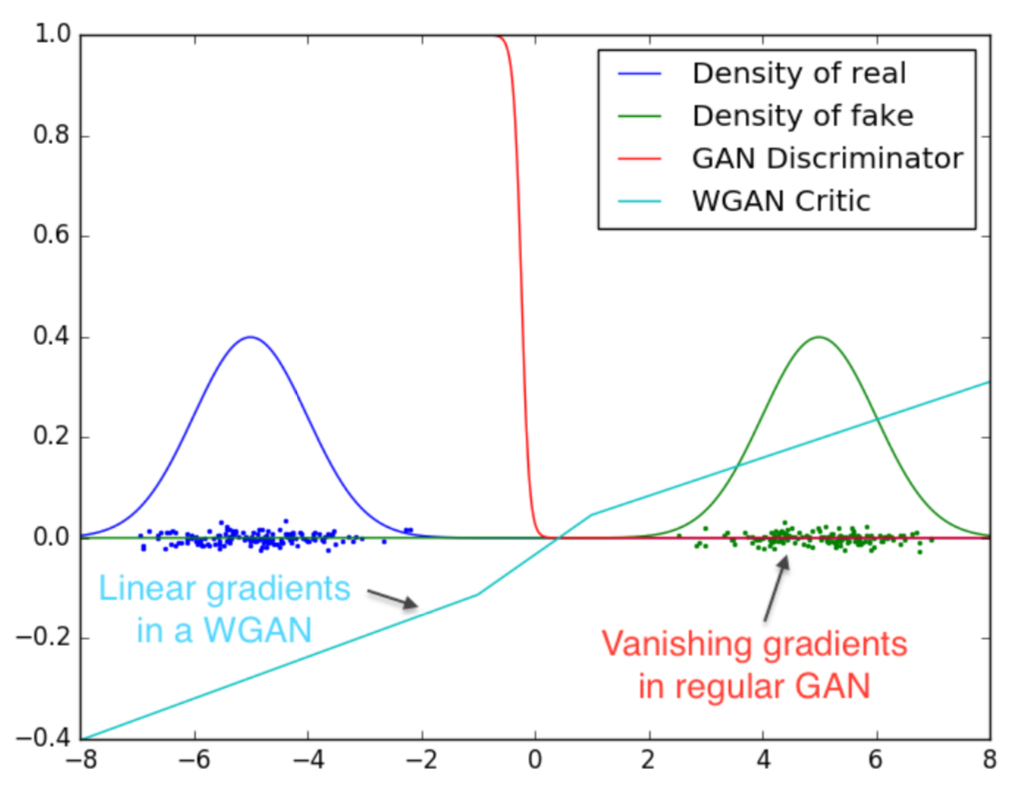 1.0
0.8
0.6
0.4
0.2
0.0
−0.2
−0.4
Density of real
Density of fake
GAN Discriminator
WGAN Critic
Linear gradients
in a WGAN
Vanishing gradients
in regular GAN
−8 −6 −4 −2 0 2 4 6 8